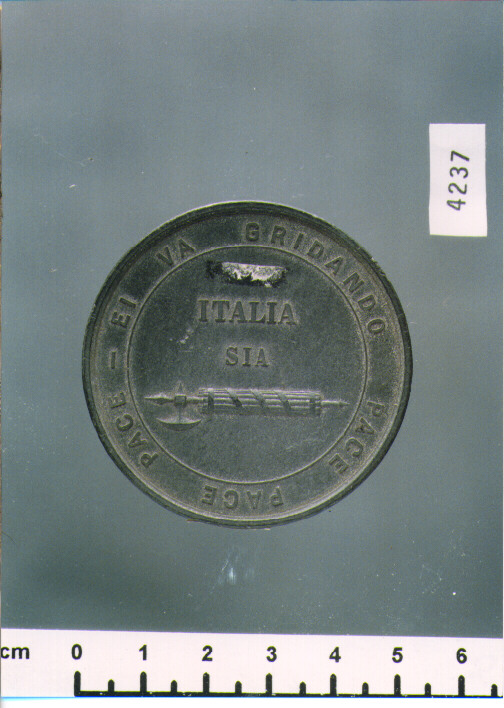 EI VA GRIDANDO PACE PACE PACE –
ITALIA
SIA
4237
cm 0 1 2 3 4 5 6